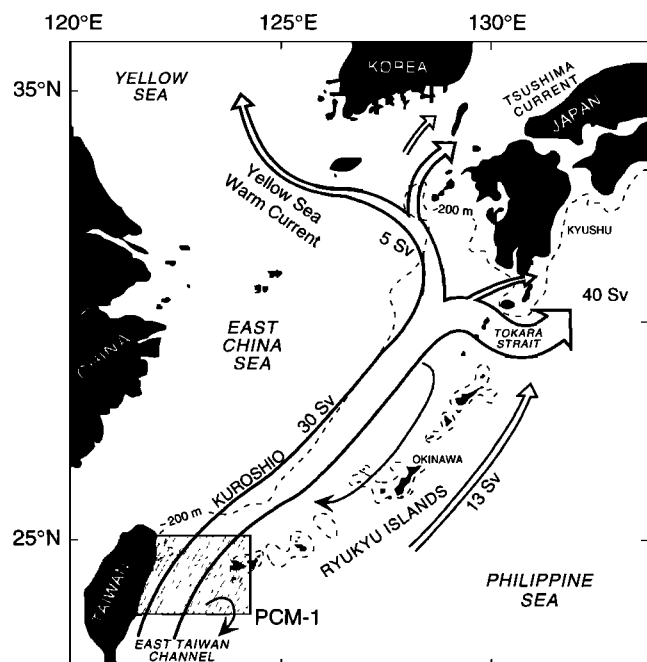 120°E
125°E
130°E
35°N
25°N
YELLOW
SEA
KOREA
TSUSHIMA
CURRENT
JAPAN
Yellow Sea
Warm Current
200 m
KYUSHU
5 Sv
40 Sv
TOKARA
STRAIT
EAST
CHINA
SEA
CHINA
30 Sv
KUROSHIO
OKINAWA
13 Sv
RYUKYU ISLANDS
200 m
TAIWAN
PHILIPPINE
SEA
PCM-1
EAST TAIWAN
CHANNEL